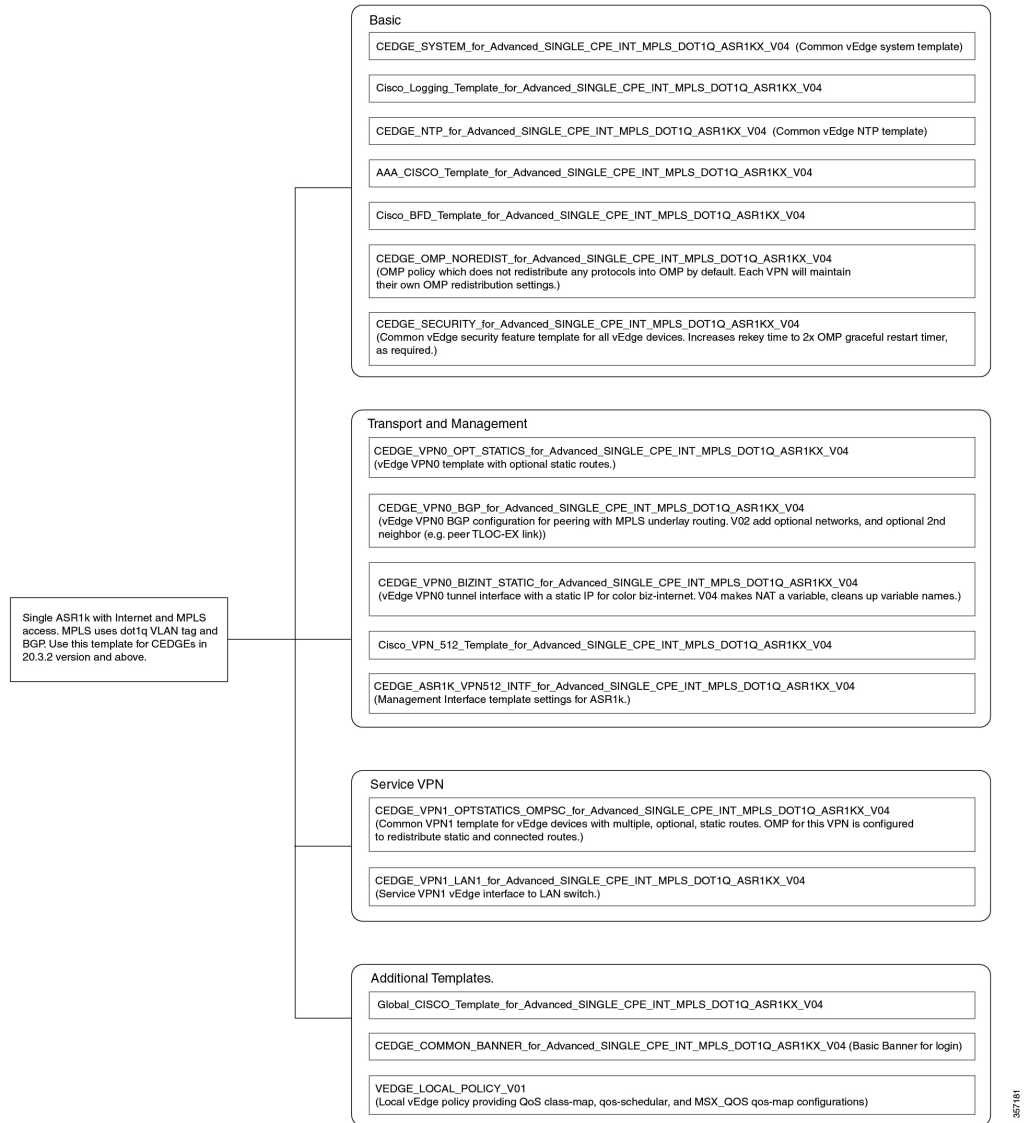 Basic
CEDGE_SYSTEM_for_Advanced_SINGLE_CPE_INT_MPLS_DOT1Q_ASR1KX_V04 (Common vEdge system template)
Cisco_Logging_Template_for_Advanced_SINGLE_CPE_INT_MPLS_DOT1Q_ASR1KX_V04
CEDGE_NTP_for_Advanced_SINGLE_CPE_INT_MPLS_DOT1Q_ASR1KX_V04 (Common vEdge NTP template)
AAA_CISCO_Template_for_Advanced_SINGLE_CPE_INT_MPLS_DOT1Q_ASR1KX_V04
Cisco_BFD_Template_for_Advanced_SINGLE_CPE_INT_MPLS_DOT1Q_ASR1KX_V04
CEDGE_OMP_NOREDIST_for_Advanced_SINGLE_CPE_INT_MPLS_DOT1Q_ASR1KX_V04
(OMP policy which does not redistribute any protocols into OMP by default. Each VPN will maintain
their own OMP redistribution settings.)
CEDGE_SECURITY_for_Advanced_SINGLE_CPE_INT_MPLS_DOT1Q_ASR1KX_V04
(Common vEdge security feature template for all vEdge devices. Increases rekey time to 2x OMP graceful restart timer,
as required.)
Transport and Management
CEDGE_VPN0_OPT_STATICS_for_Advanced_SINGLE_CPE_INT_MPLS_DOT1Q_ASR1KX_V04
(vEdge VPN0 template with optional static routes.)
CEDGE_VPN0_BGP_for_Advanced_SINGLE_CPE_INT_MPLS_DOT1Q_ASR1KX_V04
(vEdge VPN0 BGP configuration for peering with MPLS underlay routing. V02 add optional networks, and optional 2nd
neighbor (e.g. peer TLOC-EX link))
CEDGE_VPN0_BIZINT_STATIC_for_Advanced_SINGLE_CPE_INT_MPLS_DOT1Q_ASR1KX_V04
(vEdge VPN0 tunnel interface with a static IP for color biz-internet. V04 makes NAT a variable, cleans up variable names.)
Cisco_VPN_512_Template_for_Advanced_SINGLE_CPE_INT_MPLS_DOT1Q_ASR1KX_V04
CEDGE_ASR1K_VPN512_INTF_for_Advanced_SINGLE_CPE_INT_MPLS_DOT1Q_ASR1KX_V04
(Management Interface template settings for ASR1k.)
Single ASR1k with Internet and MPLS
access. MPLS uses dot1q VLAN tag and
BGP. Use this template for CEDGEs in
20.3.2 version and above.
Service VPN
CEDGE_VPN1_OPTSTATICS_OMPSC_for_Advanced_SINGLE_CPE_INT_MPLS_DOT1Q_ASR1KX_V04
(Common VPN1 template for vEdge devices with multiple, optional, static routes. OMP for this VPN is configured
to redistribute static and connected routes.)
CEDGE_VPN1_LAN1_for_Advanced_SINGLE_CPE_INT_MPLS_DOT1Q_ASR1KX_V04
(Service VPN1 vEdge interface to LAN switch.)
Additional Templates.
Global_CISCO_Template_for_Advanced_SINGLE_CPE_INT_MPLS_DOT1Q_ASR1KX_V04
CEDGE_COMMON_BANNER_for_Advanced_SINGLE_CPE_INT_MPLS_DOT1Q_ASR1KX_V04 (Basic Banner for login)
VEDGE_LOCAL_POLICY_V01
(Local vEdge policy providing QoS class-map, qos-schedular, and MSX_QOS qos-map configurations)
357181